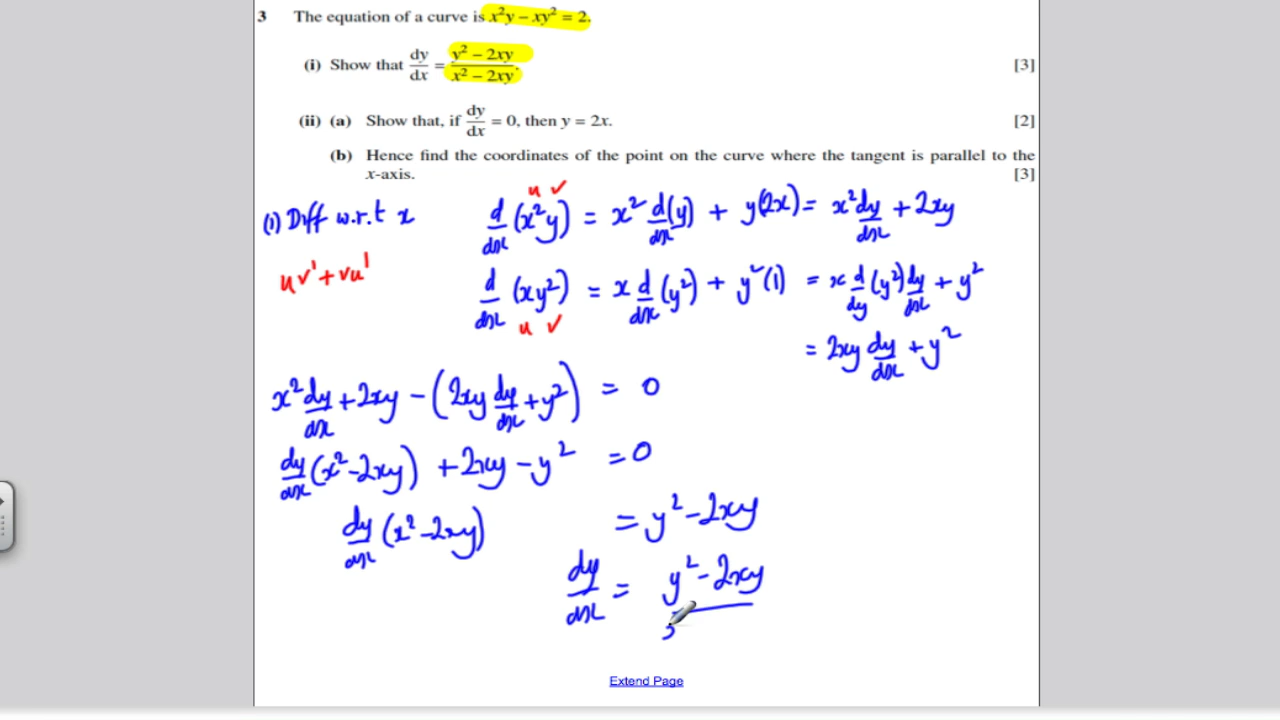 3 The equation of a curve is x²y – xy² = 2.
(i) Show that dy/dx = (y² – 2xy)/(x² – 2xy). [3]
(ii) (a) Show that, if dy/dx = 0, then y = 2x. [2]
(b) Hence find the coordinates of the point on the curve where the tangent is parallel to the
x-axis. [3]
u v
(i) Diff w.r.t x d/dx (x²y) = x² d(y)/dx + y(2x) = x² dy/dx + 2xy
uv' + vu'
d/dx (xy²) = x d/dx (y²) + y²(1) = x d/dy (y²) dy/dx + y²
u v
= 2xy dy/dx + y²
x² dy/dx + 2xy – (2xy dy/dx + y²) = 0
dy/dx (x² – 2xy) + 2xy – y² = 0
dy/dx (x² – 2xy) = y² – 2xy
dy/dx = y² – 2xy
Extend Page